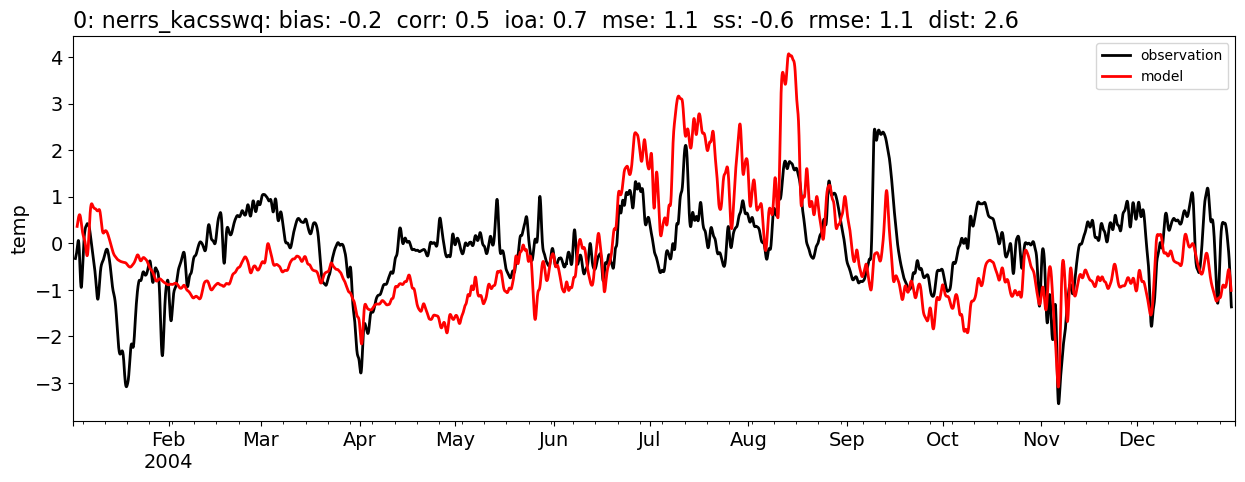 0: nerrs_kacsswq: bias: -0.2  corr: 0.5  ioa: 0.7  mse: 1.1  ss: -0.6  rmse: 1.1  dist: 2.6
observation
model
4
3
2
1
0
−1
−2
−3
temp
Feb Mar Apr May Jun Jul Aug Sep Oct Nov Dec
2004